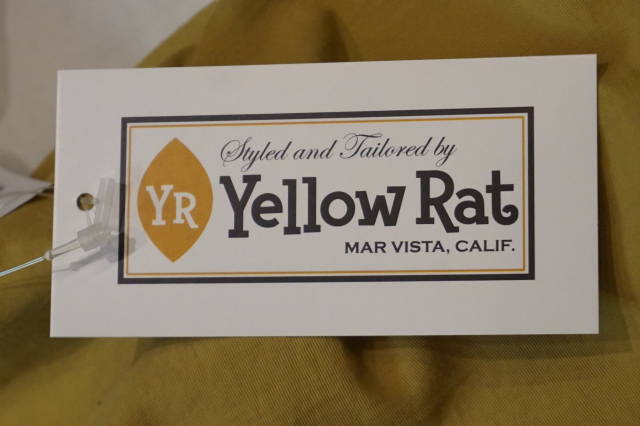 Styled and Tailored by
YR
Yellow Rat
MAR VISTA, CALIF.